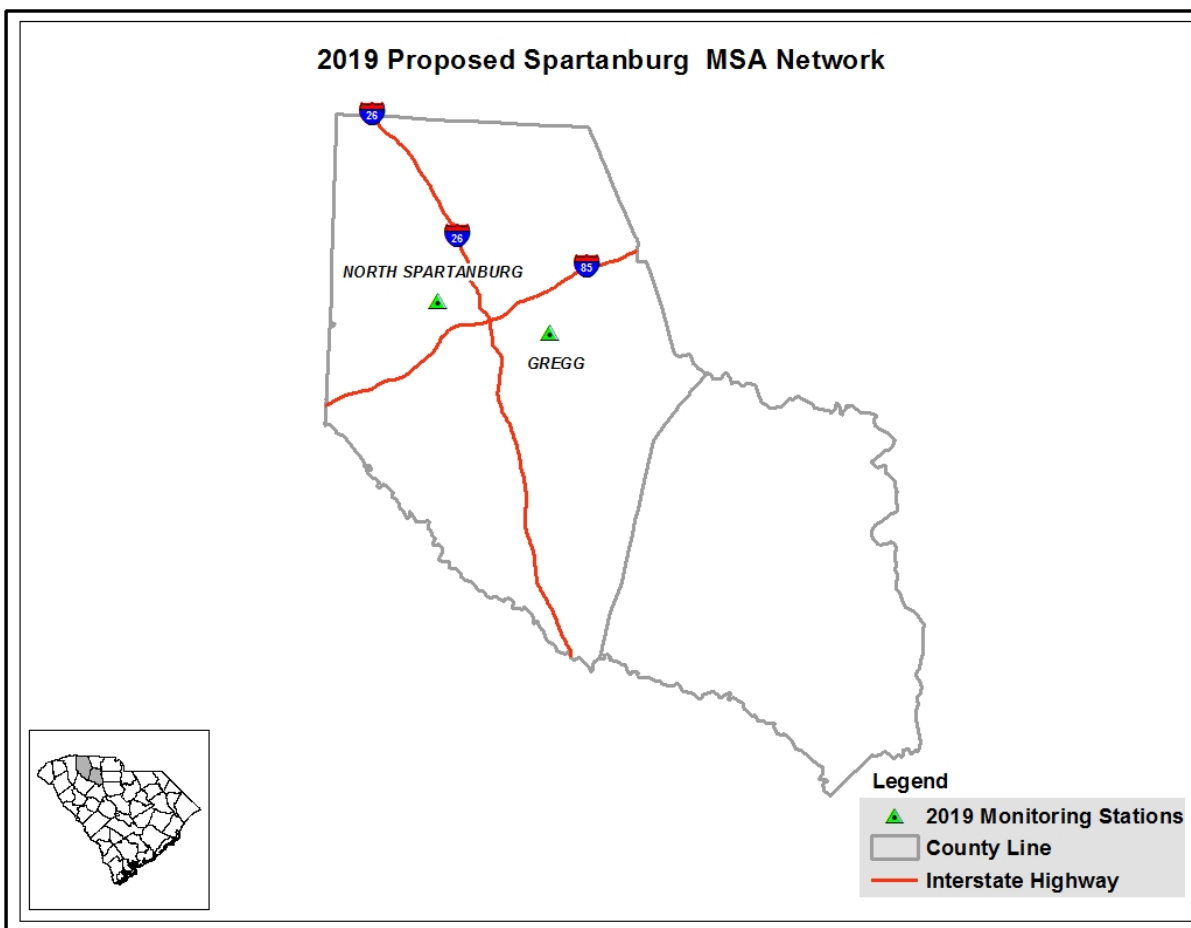 2019 Proposed Spartanburg MSA Network
26
26
85
NORTH SPARTANBURG
GREGG
Legend
2019 Monitoring Stations
County Line
Interstate Highway